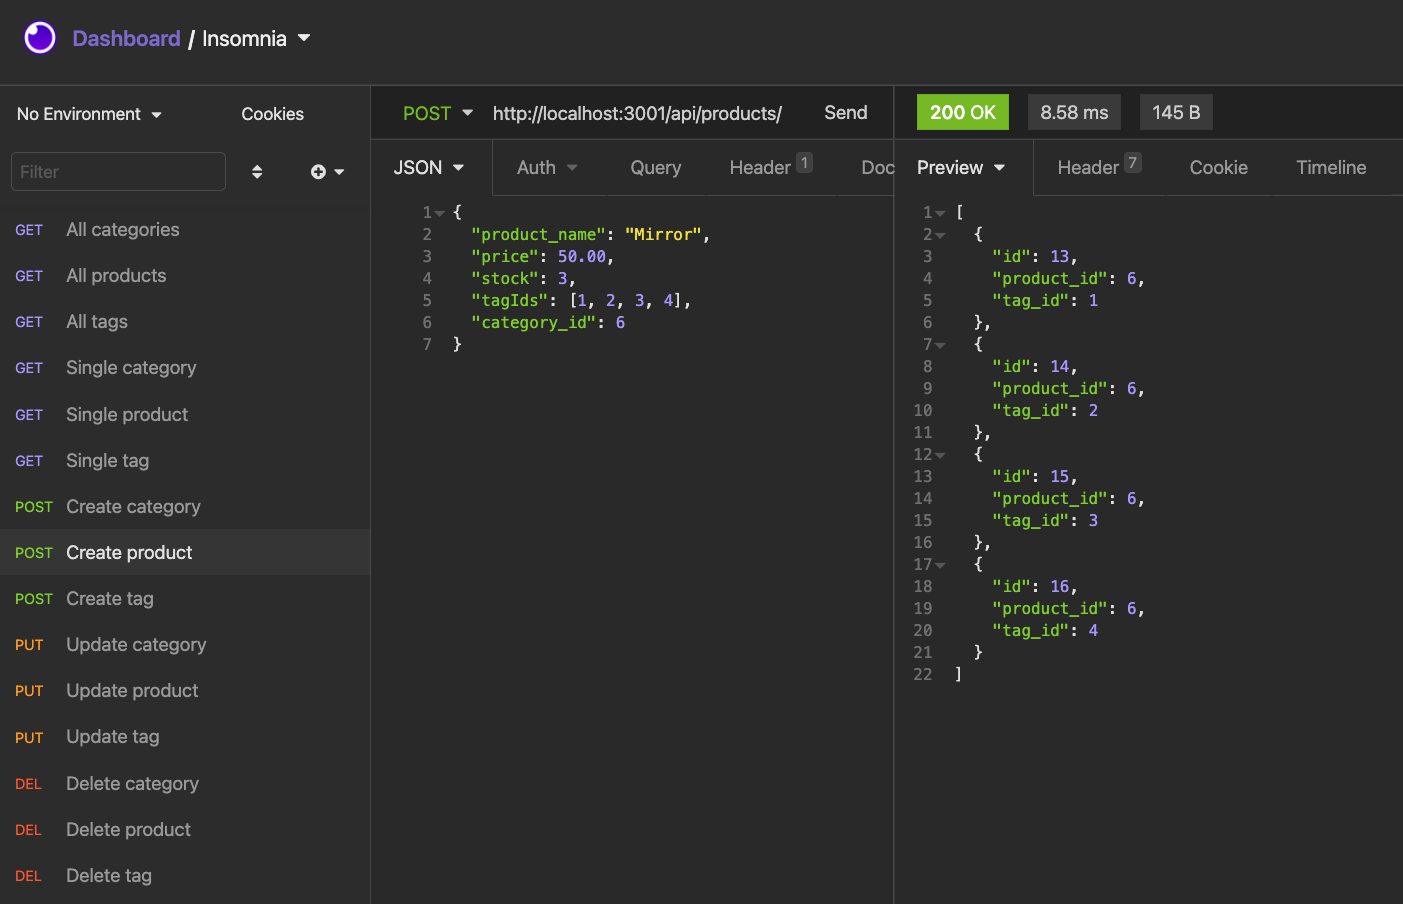 Dashboard / Insomnia
No Environment Cookies
Filter
GET All categories
GET All products
GET All tags
GET Single category
GET Single product
GET Single tag
POST Create category
POST Create product
POST Create tag
PUT Update category
PUT Update product
PUT Update tag
DEL Delete category
DEL Delete product
DEL Delete tag
POST http://localhost:3001/api/products/ Send
JSON Auth Query Header 1 Doc
1 {
2 "product_name": "Mirror",
3 "price": 50.00,
4 "stock": 3,
5 "tagIds": [1, 2, 3, 4],
6 "category_id": 6
7 }
200 OK 8.58 ms 145 B
Preview Header 7 Cookie Timeline
1 [
2 {
3 "id": 13,
4 "product_id": 6,
5 "tag_id": 1
6 },
7 {
8 "id": 14,
9 "product_id": 6,
10 "tag_id": 2
11 },
12 {
13 "id": 15,
14 "product_id": 6,
15 "tag_id": 3
16 },
17 {
18 "id": 16,
19 "product_id": 6,
20 "tag_id": 4
21 }
22 ]